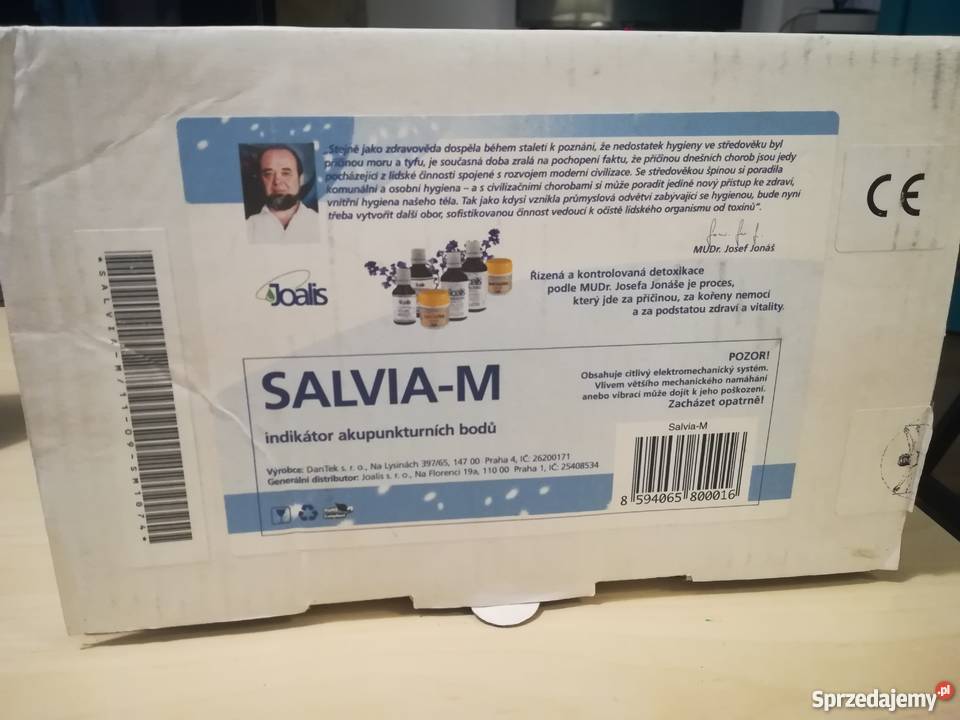 „Stejně jako zdravověda dospěla během staletí k poznání, že nedostatek hygieny ve středověku byl
příčinou moru a tyfu, je současná doba zralá na pochopení faktu, že příčinou dnešních chorob jsou jedy
pocházející z lidské činnosti spojené s rozvojem moderní civilizace. Se středověkou špínou si poradila
komunální a osobní hygiena – a s civilizačními chorobami si může poradit jedině nový přístup ke zdraví,
vnitřní hygiena našeho těla. Tak jako kdysi vznikla průmyslová odvětví zabývající se hygienou, bude nyní
třeba vytvořit další obor, sofistikovanou činnost vedoucí k očistě lidského organismu od toxinů“.
MUDr. Josef Jonáš
CE
Joalis
Řízená a kontrolovaná detoxikace
podle MUDr. Josefa Jonáše je proces,
který jde za příčinou, za kořeny nemoci
a za podstatou zdraví a vitality.
SALVIA-M
indikátor akupunkturních bodů
POZOR!
Obsahuje citlivý elektromechanický systém.
Vlivem většího mechanického namáhání
anebo vibrací může dojít k jeho poškození.
Zacházet opatrně!
Výrobce: DanTek s. r. o., Na Lysinách 397/65, 147 00 Praha 4, IČ: 26200171
Generální distributor: Joalis s. r. o., Na Florenci 19a, 110 00 Praha 1, IČ: 25408534
Salvia-M
8 594065 800016
*SALVIA-M/11-09-SM1874*
Sprzedajemy.pl